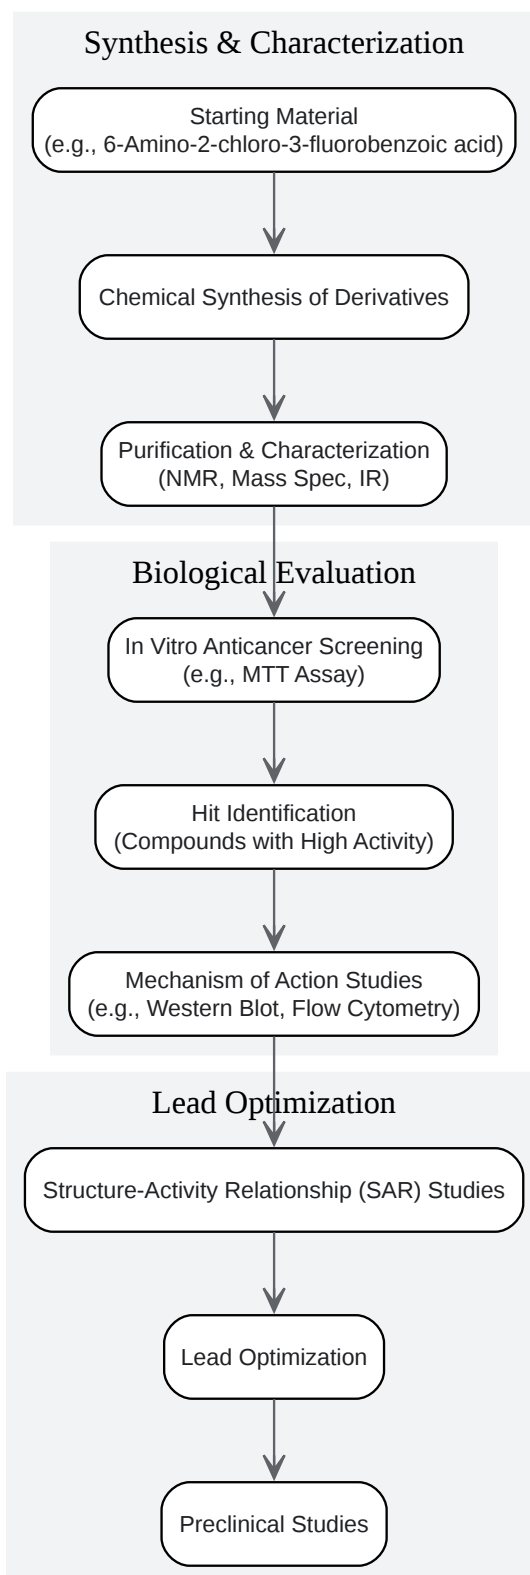 Synthesis & Characterization
Starting Material
(e.g., 6-Amino-2-chloro-3-fluorobenzoic acid)
Chemical Synthesis of Derivatives
Purification & Characterization
(NMR, Mass Spec, IR)
Biological Evaluation
In Vitro Anticancer Screening
(e.g., MTT Assay)
Hit Identification
(Compounds with High Activity)
Mechanism of Action Studies
(e.g., Western Blot, Flow Cytometry)
Lead Optimization
Structure-Activity Relationship (SAR) Studies
Lead Optimization
Preclinical Studies